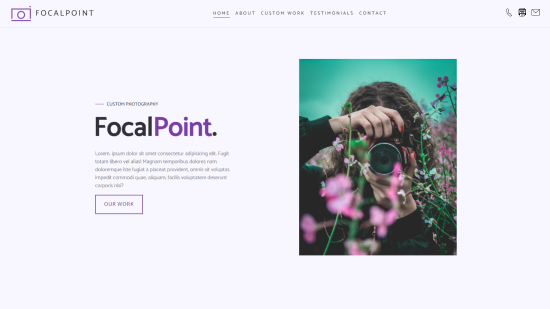 FOCALPOINT
HOME ABOUT CUSTOM WORK TESTIMONIALS CONTACT
CUSTOM PHOTOGRAPHY
FocalPoint.
Lorem, ipsum dolor sit amet consectetur adipisicing elit. Fugit
totam libero vel alias! Magnam temporibus dolores nam
doloremque iste fugiat a placeat provident, omnis sit voluptas
impedit commodi quae, aliquam, facilis voluptatem deserunt
corporis nisi?
OUR WORK